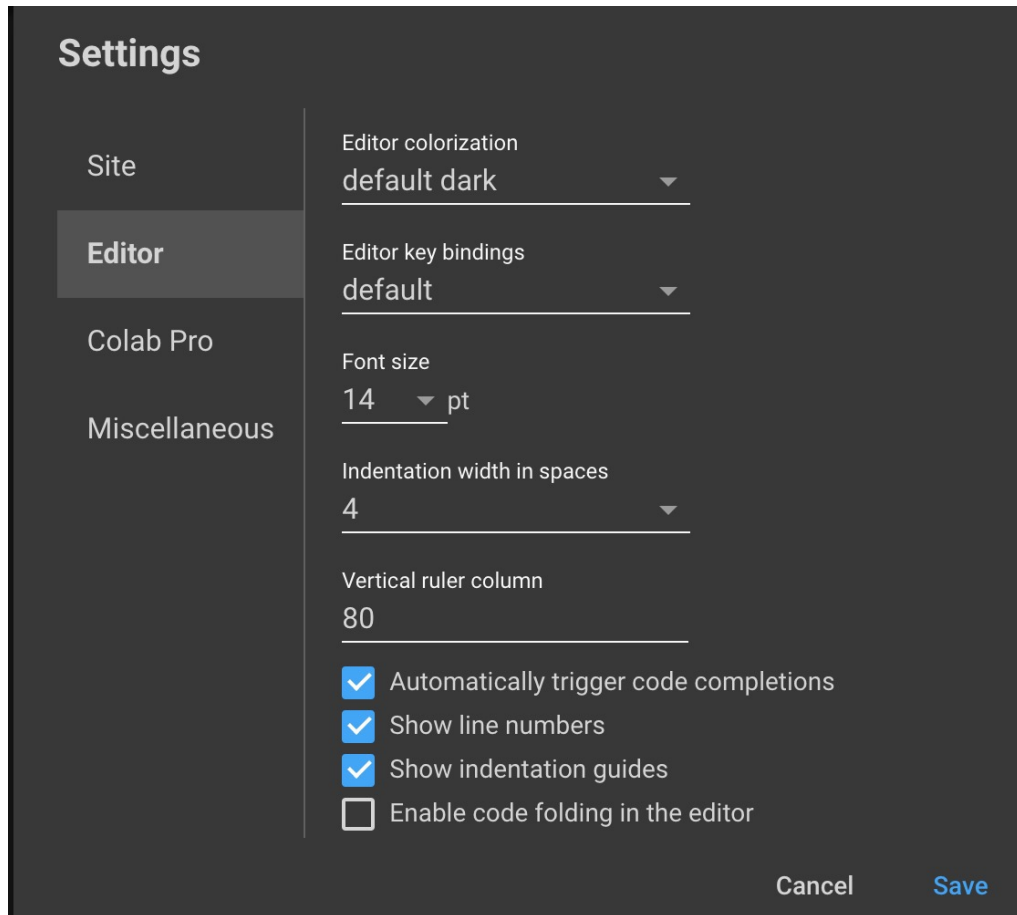 Settings
Site
Editor
Colab Pro
Miscellaneous
Editor colorization
default dark
Editor key bindings
default
Font size
14 pt
Indentation width in spaces
4
Vertical ruler column
80
Automatically trigger code completions
Show line numbers
Show indentation guides
Enable code folding in the editor
Cancel Save